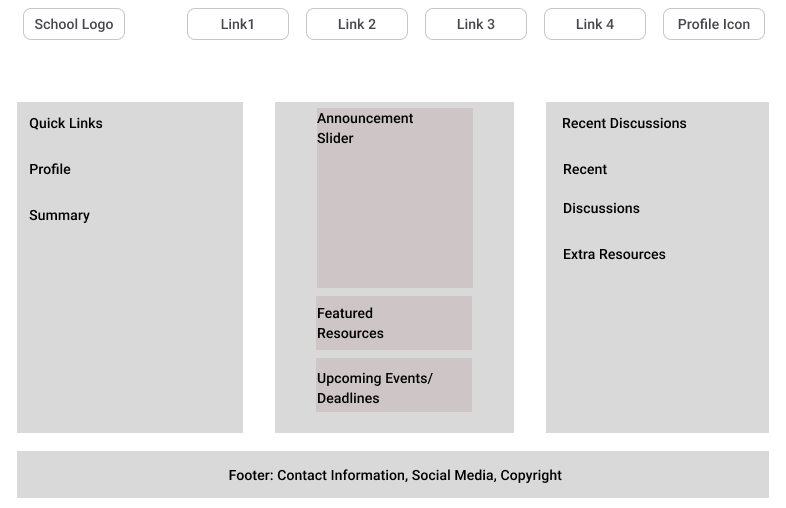 School Logo
Link1
Link 2
Link 3
Link 4
Profile Icon
Quick Links
Profile
Summary
Announcement
Slider
Featured
Resources
Upcoming Events/
Deadlines
Recent Discussions
Recent
Discussions
Extra Resources
Footer: Contact Information, Social Media, Copyright